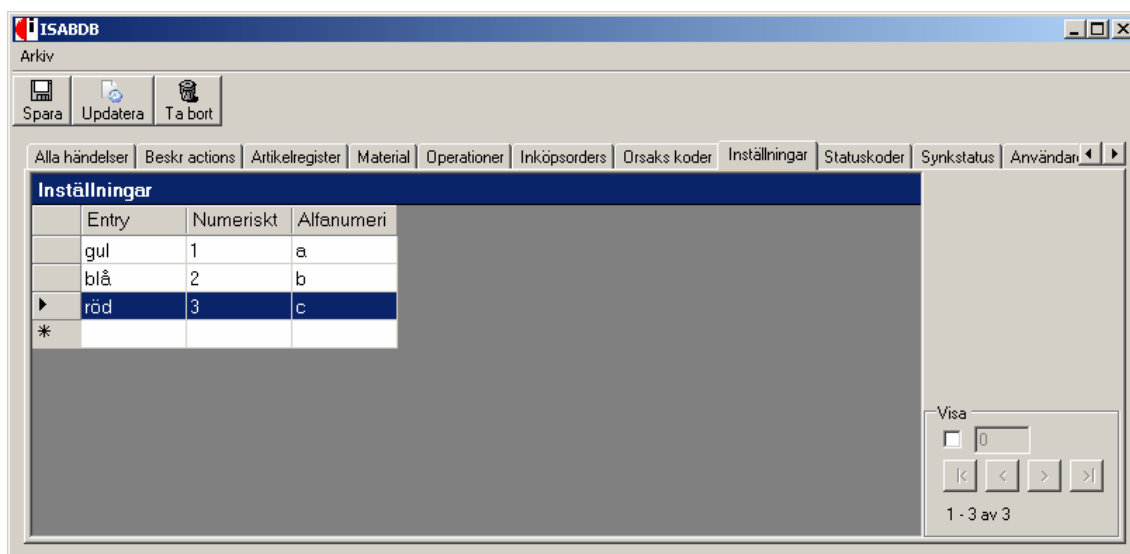 ISABDB
Arkiv
Spara Updatera Ta bort
Alla händelser Beskr actions Artikelregister Material Operationer Inköpsorders Orsaks koder Inställningar Statuskoder Synkstatus Användar
Inställningar
Entry Numeriskt Alfanumeri
gul 1 a
blå 2 b
röd 3 c
Visa
0
1 - 3 av 3